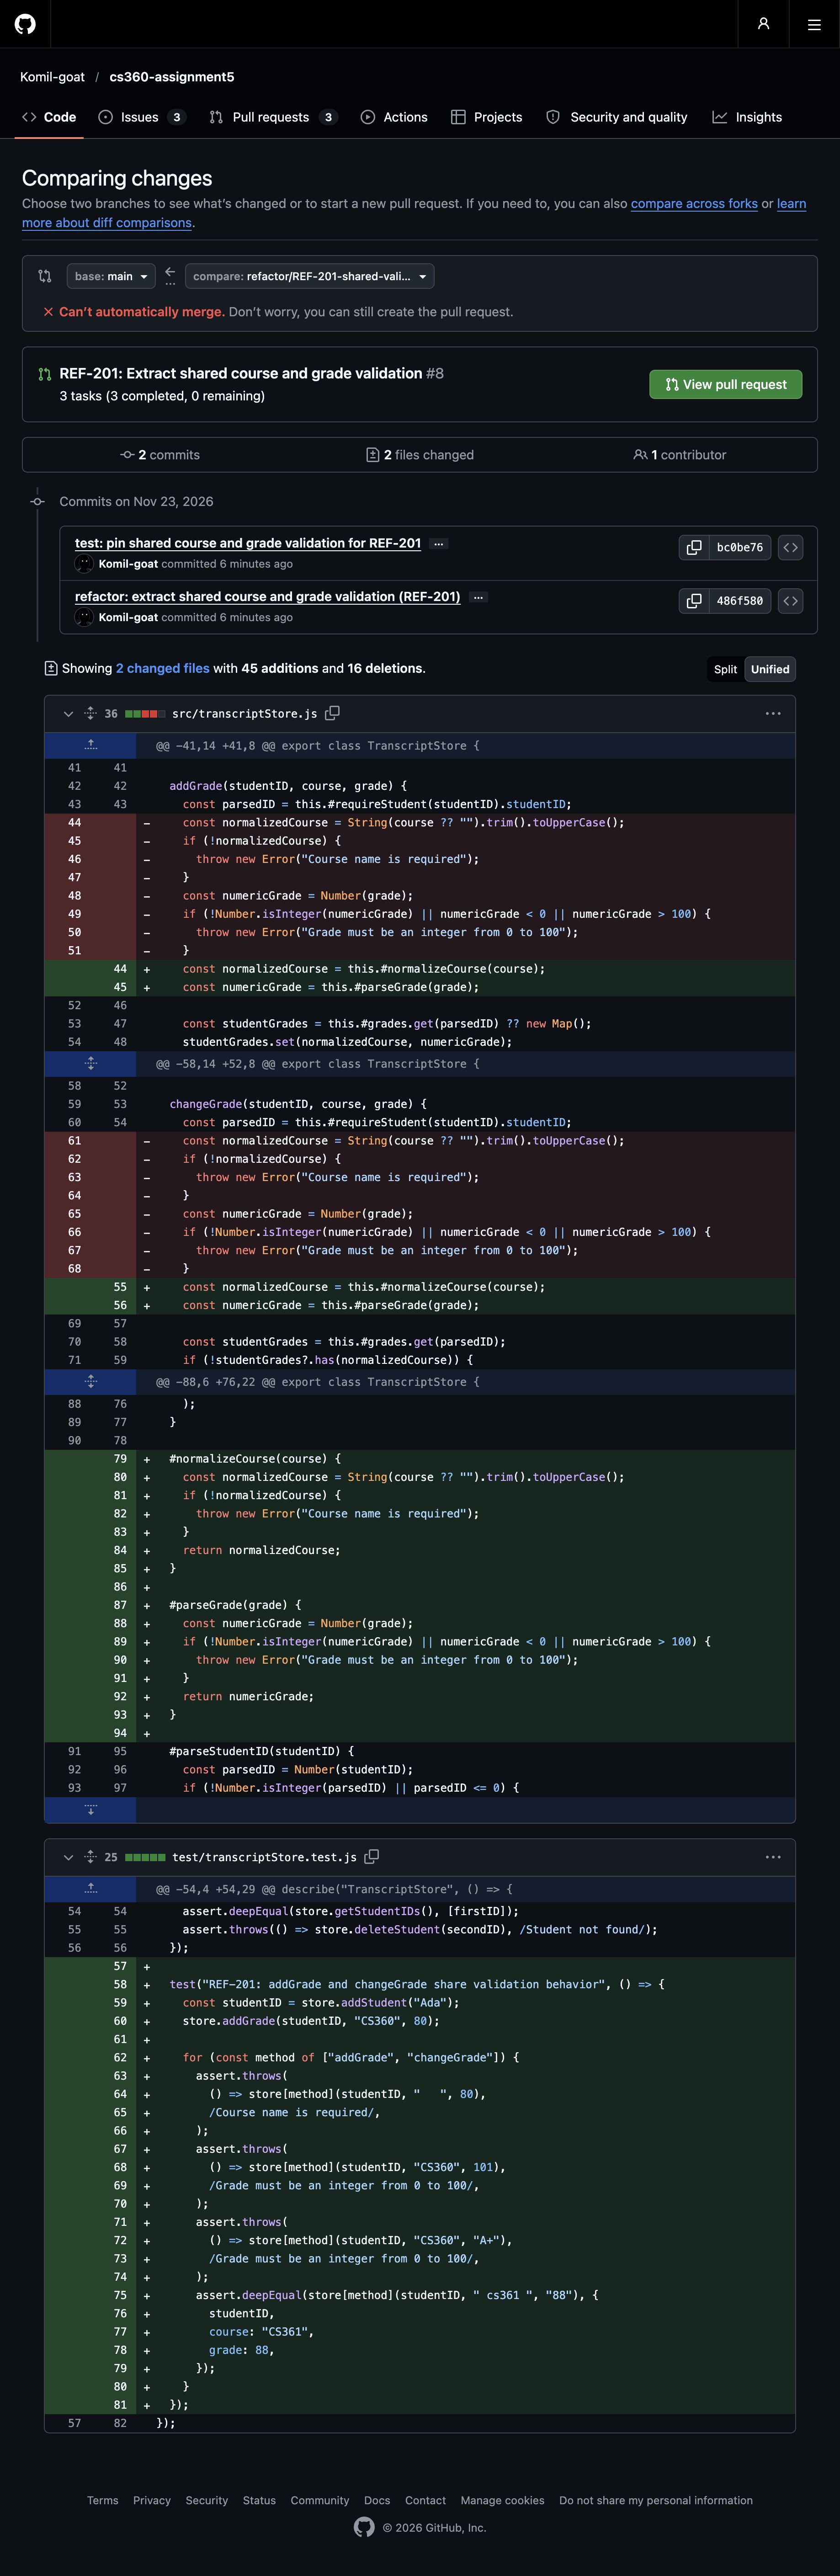 Komil-goat / cs360-assignment5
Code Issues 3 Pull requests 3 Actions Projects Security and quality Insights
Comparing changes
Choose two branches to see what's changed or to start a new pull request. If you need to, you can also compare across forks or learn
more about diff comparisons.
base: main ... compare: refactor/REF-201-shared-vali...
Can't automatically merge. Don't worry, you can still create the pull request.
REF-201: Extract shared course and grade validation #8
3 tasks (3 completed, 0 remaining)
View pull request
2 commits 2 files changed 1 contributor
Commits on Nov 23, 2026
test: pin shared course and grade validation for REF-201 ...
Komil-goat committed 6 minutes ago
bc0be76
refactor: extract shared course and grade validation (REF-201) ...
Komil-goat committed 6 minutes ago
486f580
Showing 2 changed files with 45 additions and 16 deletions.
Split Unified
36 src/transcriptStore.js
@@ -41,14 +41,8 @@ export class TranscriptStore {
41 41
42 42 addGrade(studentID, course, grade) {
43 43 const parsedID = this.#requireStudent(studentID).studentID;
44 - const normalizedCourse = String(course ?? "").trim().toUpperCase();
45 - if (!normalizedCourse) {
46 - throw new Error("Course name is required");
47 - }
48 - const numericGrade = Number(grade);
49 - if (!Number.isInteger(numericGrade) || numericGrade < 0 || numericGrade > 100) {
50 - throw new Error("Grade must be an integer from 0 to 100");
51 - }
44 + const normalizedCourse = this.#normalizeCourse(course);
45 + const numericGrade = this.#parseGrade(grade);
52 46
53 47 const studentGrades = this.#grades.get(parsedID) ?? new Map();
54 48 studentGrades.set(normalizedCourse, numericGrade);
@@ -58,14 +52,8 @@ export class TranscriptStore {
58 52
59 53 changeGrade(studentID, course, grade) {
60 54 const parsedID = this.#requireStudent(studentID).studentID;
61 - const normalizedCourse = String(course ?? "").trim().toUpperCase();
62 - if (!normalizedCourse) {
63 - throw new Error("Course name is required");
64 - }
65 - const numericGrade = Number(grade);
66 - if (!Number.isInteger(numericGrade) || numericGrade < 0 || numericGrade > 100) {
67 - throw new Error("Grade must be an integer from 0 to 100");
68 - }
55 + const normalizedCourse = this.#normalizeCourse(course);
56 + const numericGrade = this.#parseGrade(grade);
69 57
70 58 const studentGrades = this.#grades.get(parsedID);
71 59 if (!studentGrades?.has(normalizedCourse)) {
@@ -88,6 +76,22 @@ export class TranscriptStore {
88 76 );
89 77 }
90 78
79 + #normalizeCourse(course) {
80 + const normalizedCourse = String(course ?? "").trim().toUpperCase();
81 + if (!normalizedCourse) {
82 + throw new Error("Course name is required");
83 + }
84 + return normalizedCourse;
85 + }
86 +
87 + #parseGrade(grade) {
88 + const numericGrade = Number(grade);
89 + if (!Number.isInteger(numericGrade) || numericGrade < 0 || numericGrade > 100) {
90 + throw new Error("Grade must be an integer from 0 to 100");
91 + }
92 + return numericGrade;
93 + }
94 +
91 95 #parseStudentID(studentID) {
92 96 const parsedID = Number(studentID);
93 97 if (!Number.isInteger(parsedID) || parsedID <= 0) {
25 test/transcriptStore.test.js
@@ -54,4 +54,29 @@ describe("TranscriptStore", () => {
54 54 assert.deepEqual(store.getStudentIDs(), [firstID]);
55 55 assert.throws(() => store.deleteStudent(secondID), /Student not found/);
56 56 });
57 +
58 + test("REF-201: addGrade and changeGrade share validation behavior", () => {
59 + const studentID = store.addStudent("Ada");
60 + store.addGrade(studentID, "CS360", 80);
61 +
62 + for (const method of ["addGrade", "changeGrade"]) {
63 + assert.throws(
64 + () => store[method](studentID, "   ", 80),
65 + /Course name is required/,
66 + );
67 + assert.throws(
68 + () => store[method](studentID, "CS360", 101),
69 + /Grade must be an integer from 0 to 100/,
70 + );
71 + assert.throws(
72 + () => store[method](studentID, "CS360", "A+"),
73 + /Grade must be an integer from 0 to 100/,
74 + );
75 + assert.deepEqual(store[method](studentID, " cs361 ", "88"), {
76 + studentID,
77 + course: "CS361",
78 + grade: 88,
79 + });
80 + }
81 + });
57 82 });
Terms Privacy Security Status Community Docs Contact Manage cookies Do not share my personal information
© 2026 GitHub, Inc.